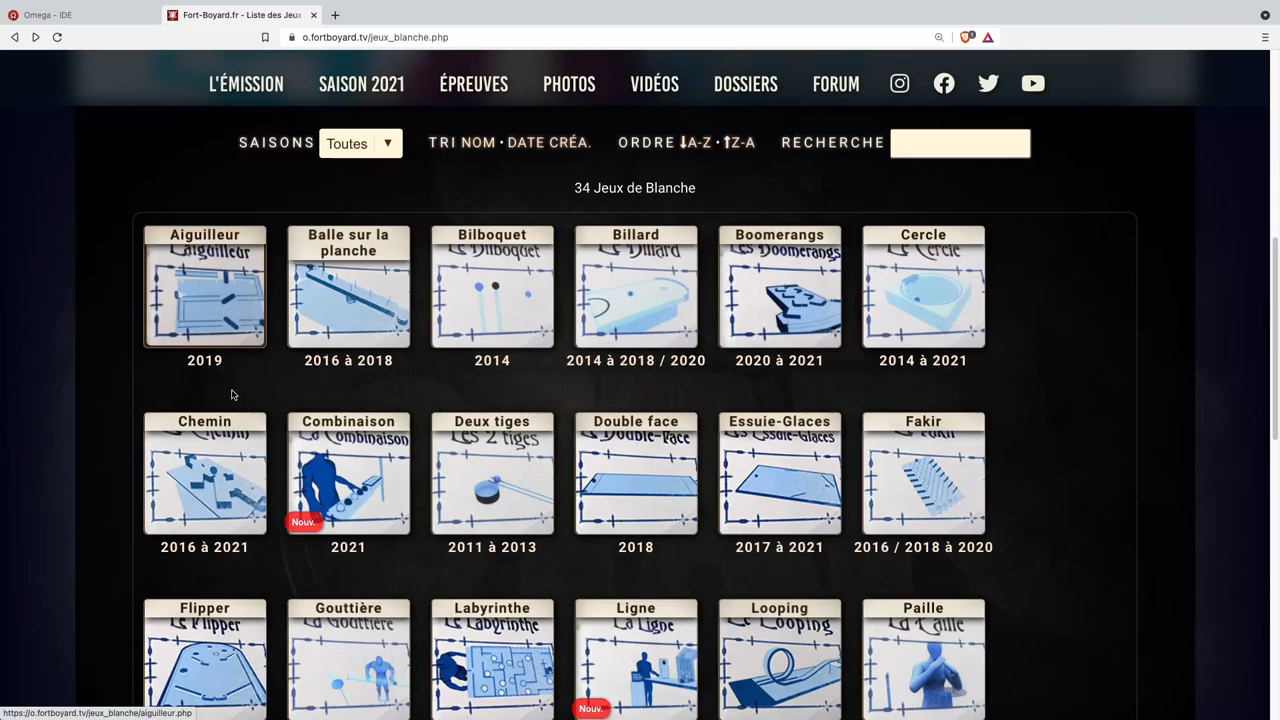 Omega - IDE
Fort-Boyard.fr - Liste des Jeux
o.fortboyard.tv/jeux_blanche.php
1
L'ÉMISSION SAISON 2021 ÉPREUVES PHOTOS VIDÉOS DOSSIERS FORUM
SAISONS Toutes ▼ TRI NOM · DATE CRÉA. ORDRE A-Z · Z-A RECHERCHE
34 Jeux de Blanche
Aiguilleur
L'aiguilleur
2019
Balle sur la
planche
2016 à 2018
Bilboquet
Le Bilboquet
2014
Billard
Le Billard
2014 à 2018 / 2020
Boomerangs
Les Boomerangs
2020 à 2021
Cercle
Le Cercle
2014 à 2021
Chemin
Le Chemin
2016 à 2021
Combinaison
La Combinaison
Nouv.
2021
Deux tiges
Les 2 tiges
2011 à 2013
Double face
Le Double-Face
2018
Essuie-Glaces
Les Essuie-Glaces
2017 à 2021
Fakir
Le Fakir
2016 / 2018 à 2020
Flipper
Le Flipper
Gouttière
La Gouttière
Labyrinthe
Le Labyrinthe
Ligne
La Ligne
Nouv.
Looping
Le Looping
Paille
La Paille
https://o.fortboyard.tv/jeux_blanche/aiguilleur.php